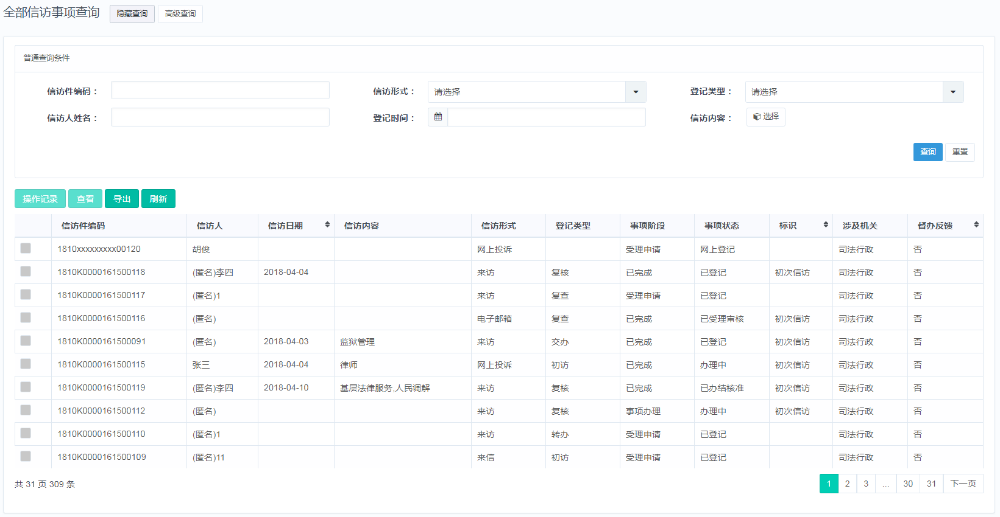 全部信访事项查询 隐藏查询 高级查询
普通查询条件
信访件编码： 信访形式： 请选择 登记类型： 请选择
信访人姓名： 登记时间： 信访内容： 选择
查询 重置
操作记录 查看 导出 刷新
信访件编码 信访人 信访日期 信访内容 信访形式 登记类型 事项阶段 事项状态 标识 涉及机关 督办反馈
1810xxxxxxxxx00120 胡俊 网上投诉 受理申请 网上登记 司法行政 否
1810K0000161500118 (匿名)李四 2018-04-04 来访 复核 已完成 已登记 初次信访 司法行政 否
1810K0000161500117 (匿名)1 来访 复查 受理申请 已登记 司法行政 否
1810K0000161500116 (匿名) 电子邮箱 复查 已完成 已受理审核 初次信访 司法行政 否
1810K0000161500091 (匿名) 2018-04-03 监狱管理 来访 交办 已完成 已登记 初次信访 司法行政 否
1810K0000161500115 张三 2018-04-04 律师 网上投诉 初访 已完成 办理中 初次信访 司法行政 否
1810K0000161500119 (匿名)李四 2018-04-10 基层法律服务,人民调解 来访 复核 已完成 已办结核准 初次信访 司法行政 否
1810K0000161500112 (匿名) 来访 复核 事项办理 办理中 初次信访 司法行政 否
1810K0000161500110 (匿名)1 来访 转办 受理申请 已登记 司法行政 否
1810K0000161500109 (匿名)11 来信 初访 受理申请 已登记 司法行政 否
共 31 页 309 条 1 2 3 ... 30 31 下一页